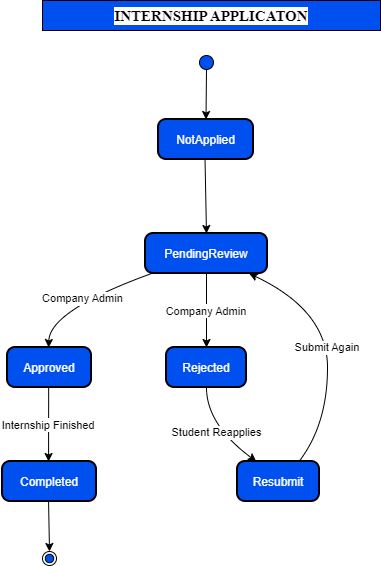 INTERNSHIP APPLICATON
NotApplied
PendingReview
Company Admin
Company Admin
Submit Again
Approved
Rejected
Internship Finished
Student Reapplies
Completed
Resubmit